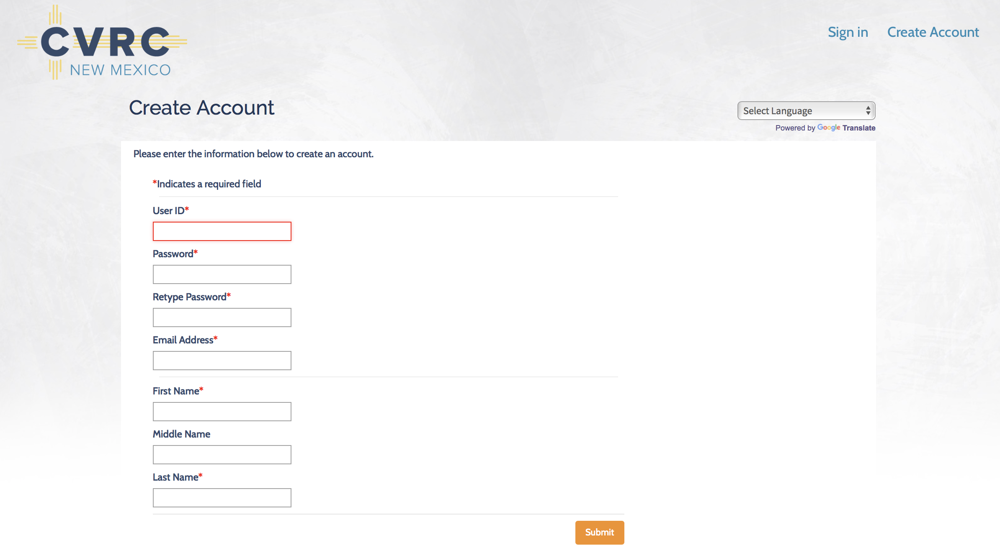 CVRC
NEW MEXICO
Sign in Create Account
Create Account
Select Language
Powered by Google Translate
Please enter the information below to create an account.
*Indicates a required field
User ID*
Password*
Retype Password*
Email Address*
First Name*
Middle Name
Last Name*
Submit